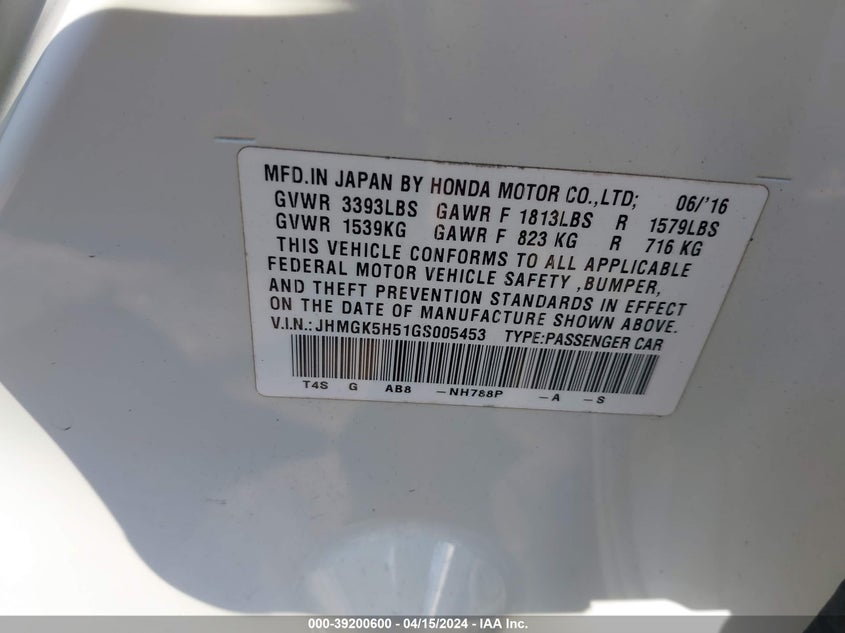 MFD.IN JAPAN BY HONDA MOTOR CO.,LTD; 06/'16
GVWR 3393LBS GAWR F 1813LBS R 1579LBS
GVWR 1539KG GAWR F 823 KG R 716 KG
THIS VEHICLE CONFORMS TO ALL APPLICABLE
FEDERAL MOTOR VEHICLE SAFETY ,BUMPER,
AND THEFT PREVENTION STANDARDS IN EFFECT
ON THE DATE OF MANUFACTURE SHOWN ABOVE.
V.I.N.: JHMGK5H51GS005453 TYPE:PASSENGER CAR
T4S G AB8 -NH788P -A -S
000-39200600 - 04/15/2024 - IAA Inc.